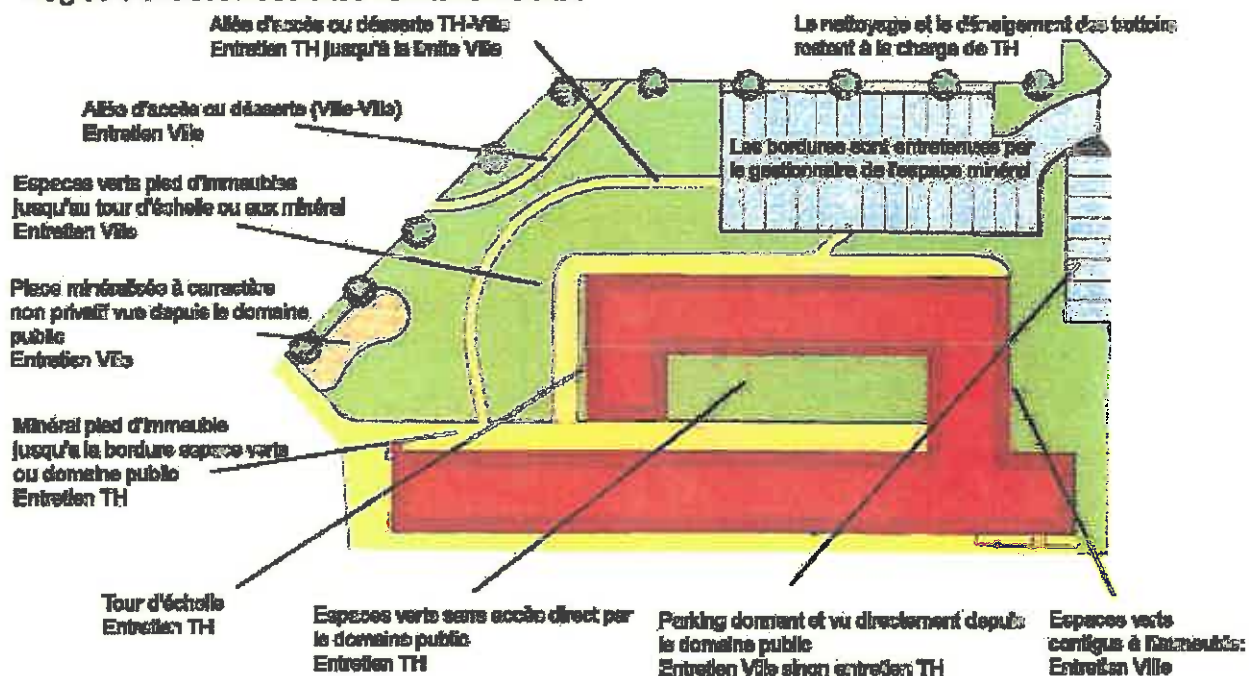 Allée d'accès ou désserte TH-Ville
Entretien TH jusqu'à la limite Ville
Le nettoyage et le déneigement des trottoirs
restent à la charge de TH
Allée d'accès ou désserte (Ville-Ville)
Entretien Ville
Les bordures sont entretenues par
le gestionnaire de l'espace minéral
Espaces verts pied d'immeubles
jusqu'au tour d'échelle ou aux minéral
Entretien Ville
Place minéralisée à carractère
non privatif vue depuis le domaine
public
Entretien Ville
Minéral pied d'immeuble
jusqu'a la bordure espace verts
ou domaine public
Entretien TH
Tour d'échelle
Entretien TH
Espaces verts sans accès direct par
le domaine public
Entretien TH
Parking donnant et vu directement depuis
le domaine public
Entretien Ville sinon entretien TH
Espaces verts
contigus à l'immeuble:
Entretien Ville